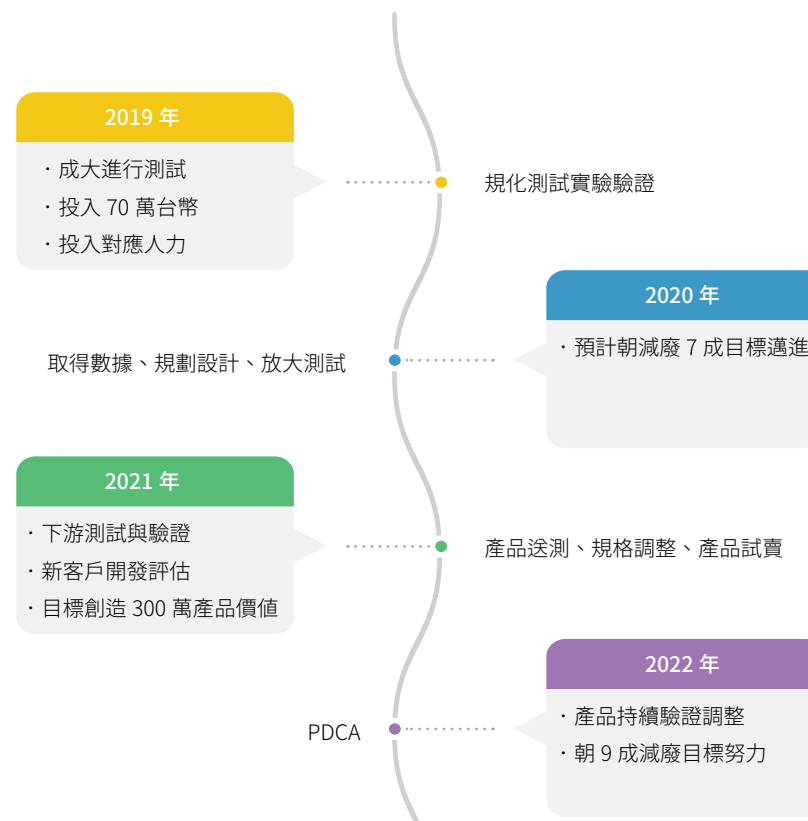 2019 年
・成大進行測試
・投入 70 萬台幣
・投入對應人力
規化測試實驗驗證
2020 年
・預計朝減廢 7 成目標邁進
取得數據、規劃設計、放大測試
2021 年
・下游測試與驗證
・新客戶開發評估
・目標創造 300 萬產品價值
產品送測、規格調整、產品試賣
2022 年
・產品持續驗證調整
・朝 9 成減廢目標努力
PDCA